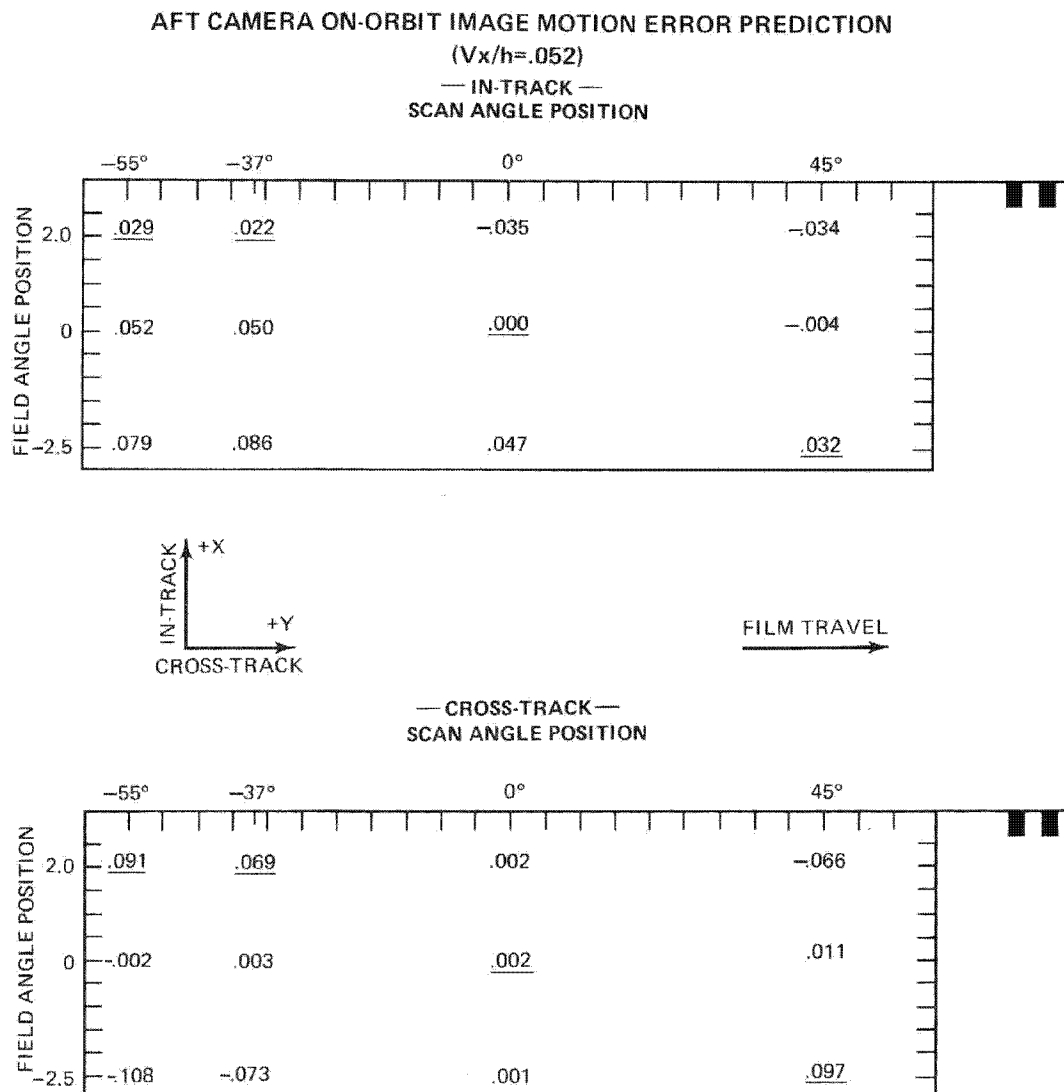 AFT CAMERA ON-ORBIT IMAGE MOTION ERROR PREDICTION
(Vx/h=.052)
— IN-TRACK —
SCAN ANGLE POSITION
–55° –37° 0° 45°
FIELD ANGLE POSITION
2.0 .029 .022 –.035 –.034
0 .052 .050 .000 –.004
–2.5 .079 .086 .047 .032
IN-TRACK
+X
+Y
CROSS-TRACK
FILM TRAVEL
— CROSS-TRACK —
SCAN ANGLE POSITION
–55° –37° 0° 45°
FIELD ANGLE POSITION
2.0 .091 .069 .002 –.066
0 –.002 .003 .002 .011
–2.5 –.108 –.073 .001 .097